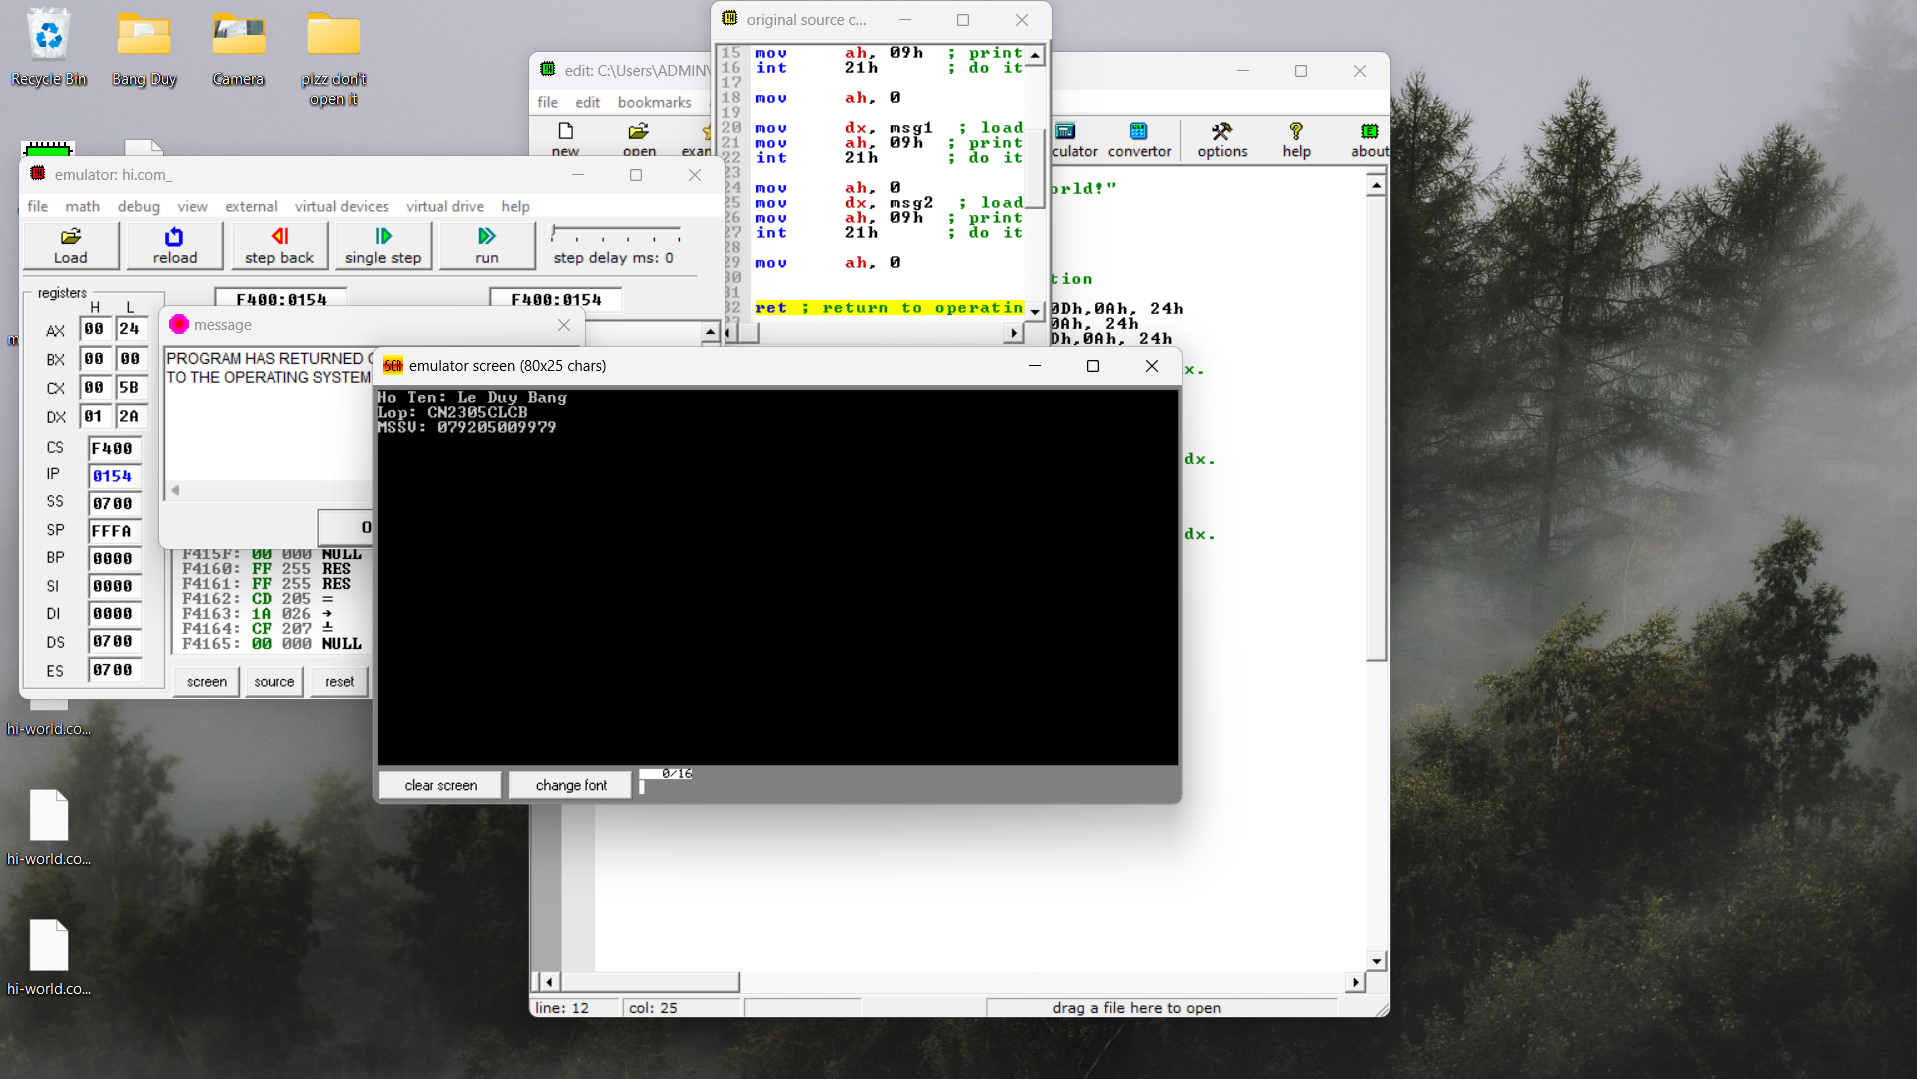 Recycle Bin
Bang Duy
Camera
plzz don't
open it
hi-world.co...
hi-world.co...
hi-world.co...
original source c...
15 mov ah, 09h ; print
16 int 21h ; do it
17
18 mov ah, 0
19
20 mov dx, msg1 ; load
21 mov ah, 09h ; print
22 int 21h ; do it
23
24 mov ah, 0
25 mov dx, msg2 ; load
26 mov ah, 09h ; print
27 int 21h ; do it
28
29 mov ah, 0
30
31
32 ret ; return to operatin
edit: C:\Users\ADMIN\
file edit bookmarks
new open exam
culator convertor options help about
orld!"
tion
0Dh,0Ah, 24h
0Ah, 24h
Dh,0Ah, 24h
x.
dx.
dx.
line: 12 col: 25 drag a file here to open
emulator: hi.com_
file math debug view external virtual devices virtual drive help
Load reload step back single step run step delay ms: 0
registers
F400:0154 F400:0154
H L
AX 00 24
BX 00 00
CX 00 5B
DX 01 2A
CS F400
IP 0154
SS 0700
SP FFFA
BP 0000
SI 0000
DI 0000
DS 0700
ES 0700
F415F: 00 000 NULL
F4160: FF 255 RES
F4161: FF 255 RES
F4162: CD 205 =
F4163: 1A 026 →
F4164: CF 207 ╧
F4165: 00 000 NULL
screen source reset
message
PROGRAM HAS RETURNED
TO THE OPERATING SYSTEM
emulator screen (80x25 chars)
Ho Ten: Le Duy Bang
Lop: CN2305CLCB
MSSV: 079205009979
clear screen change font 0/16